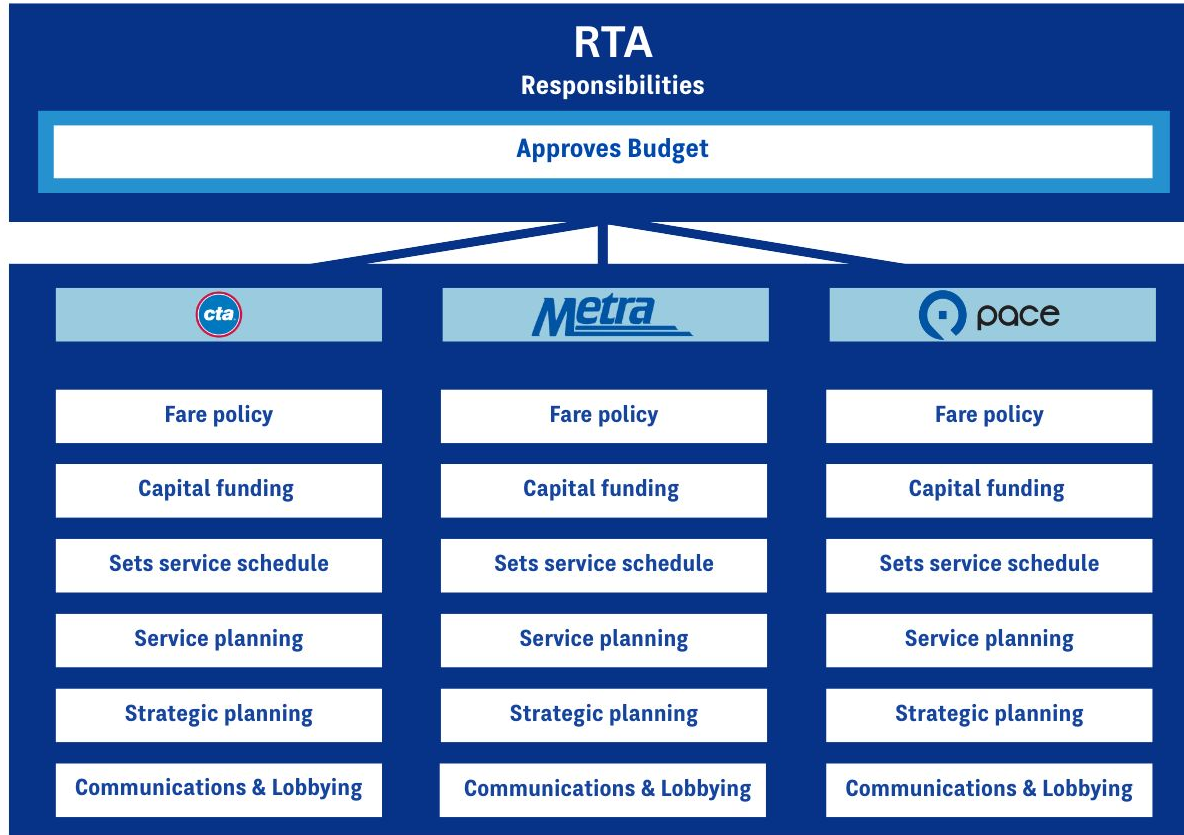 RTA
Responsibilities
Approves Budget
cta
Metra
pace
Fare policy
Fare policy
Fare policy
Capital funding
Capital funding
Capital funding
Sets service schedule
Sets service schedule
Sets service schedule
Service planning
Service planning
Service planning
Strategic planning
Strategic planning
Strategic planning
Communications & Lobbying
Communications & Lobbying
Communications & Lobbying